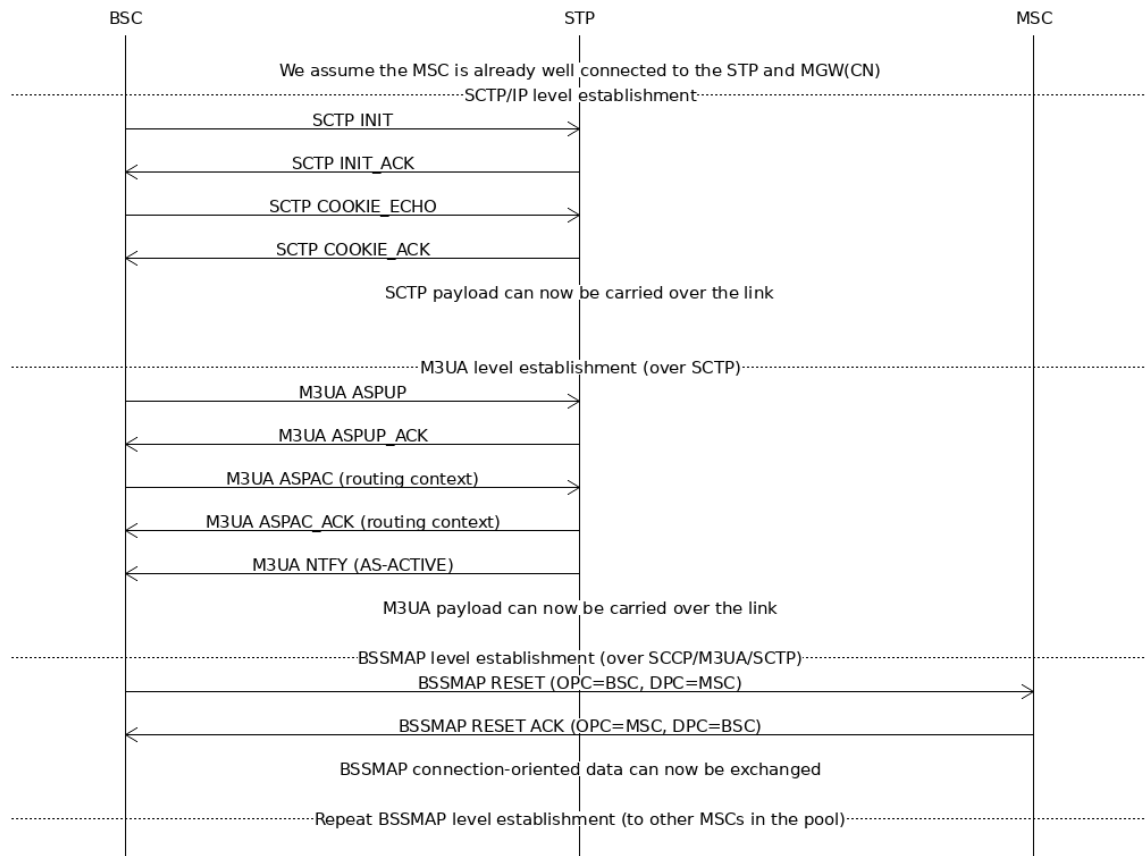 BSC STP MSC
We assume the MSC is already well connected to the STP and MGW(CN)
SCTP/IP level establishment
SCTP INIT
SCTP INIT_ACK
SCTP COOKIE_ECHO
SCTP COOKIE_ACK
SCTP payload can now be carried over the link
M3UA level establishment (over SCTP)
M3UA ASPUP
M3UA ASPUP_ACK
M3UA ASPAC (routing context)
M3UA ASPAC_ACK (routing context)
M3UA NTFY (AS-ACTIVE)
M3UA payload can now be carried over the link
BSSMAP level establishment (over SCCP/M3UA/SCTP)
BSSMAP RESET (OPC=BSC, DPC=MSC)
BSSMAP RESET ACK (OPC=MSC, DPC=BSC)
BSSMAP connection-oriented data can now be exchanged
Repeat BSSMAP level establishment (to other MSCs in the pool)